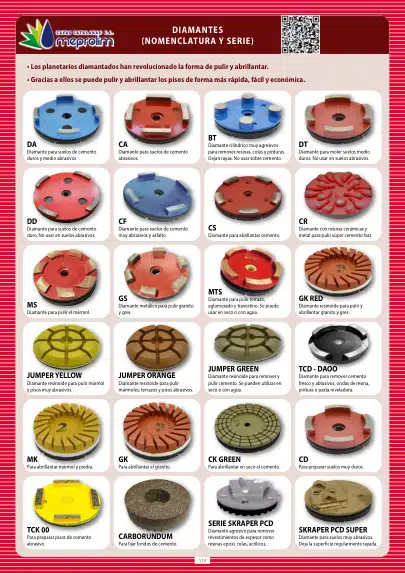 CAYRE CATALANAS S.L.
meprolim
DIAMANTES
(NOMENCLATURA Y SERIE)
• Los planetarios diamantados han revolucionado la forma de pulir y abrillantar.
• Gracias a ellos se puede pulir y abrillantar los pisos de forma más rápida, fácil y económica.
DA
Diamante para suelos de cemento
duros y medio abrasivos
CA
Diamante para suelos de cemento
abrasivos.
BT
Diamante cilíndrico muy agresivos
para remover resinas, colas y pinturas.
Dejan rayas. No usar sobre cemento.
DT
Diamante para moler suelos medio
duros. No usar en suelos abrasivos.
DD
Diamante para suelos de cemento
duro. No usar en suelos abrasivos.
CF
Diamante para suelos de cemento
muy abrasivos y asfalto.
CS
Diamante para abrillantar cemento.
CR
Diamante con resinas cerámicas y
metal para pulir súper cemento fast.
MS
Diamante para pulir el mármol.
GS
Diamante metálico para pulir granito
y gres.
MTS
Diamante para pulir terrazo,
aglomerado y travertino. Se puede
usar en seco o con agua.
GK RED
Diamante resinoide para pulir y
abrillantar granito y gres.
JUMPER YELLOW
Diamante resinoide para pulir mármol
y pisos muy abrasivos.
JUMPER ORANGE
Diamante resinoide para pulir
mármoles, terrazos y pisos abrasivos.
JUMPER GREEN
Diamante resinoide para remover y
pulir cemento. Se pueden utilizar en
seco o con agua.
TCD - DAOO
Diamante para remover cemento
fresco y abrasivos, ondas de resina,
pintura o pasta niveladora.
MK
Para abrillantar mármol y piedra.
GK
Para abrillantar el granito.
CK GREEN
Para abrillantar en seco el cemento.
CD
Para preparar suelos muy duros.
TCK 00
Para preparar pisos de cemento
abrasivo.
CARBORUNDUM
Para lijar fondos de cemento.
SERIE SKRAPER PCD
Diamante agresivo para remover
revestimientos de espesor como
resinas epoxi, colas, acrílicos..
SKRAPER PCD SUPER
Diamante para suelos muy abrasivos.
Deja la superficie regularmente rayada.
119